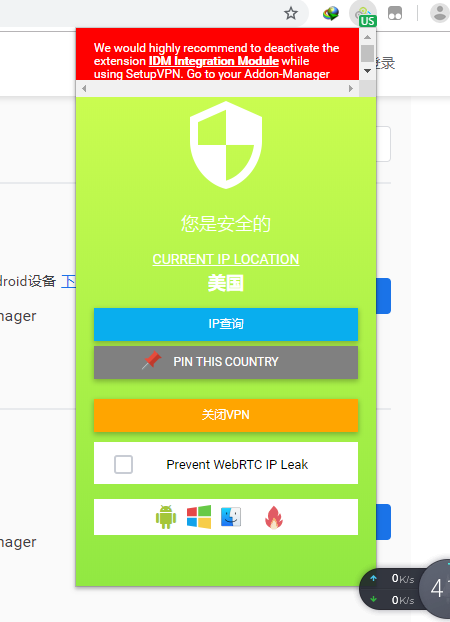 US
We would highly recommend to deactivate the
extension IDM Integration Module while
using SetupVPN. Go to your Addon-Manager
登录
您是安全的
CURRENT IP LOCATION
美国
droid设备 下
nager
IP查询
PIN THIS COUNTRY
关闭VPN
Prevent WebRTC IP Leak
nager
0K/s
0K/s